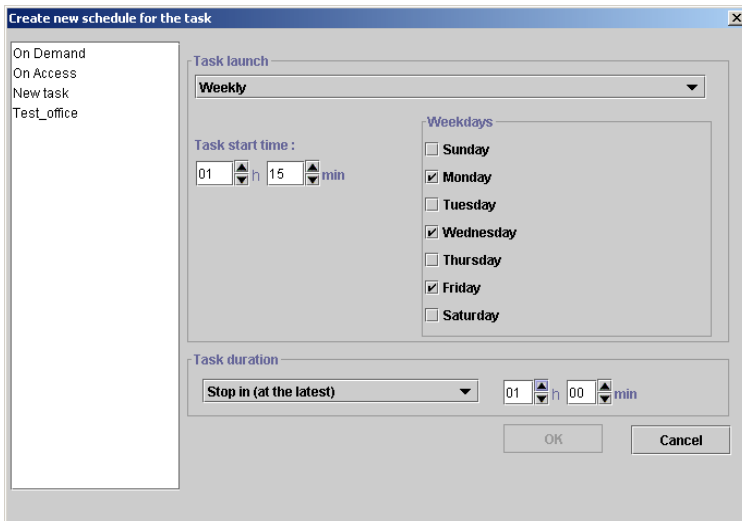 Create new schedule for the task
On Demand
On Access
New task
Test_office
Task launch
Weekly
Task start time :
01 h 15 min
Weekdays
Sunday
Monday
Tuesday
Wednesday
Thursday
Friday
Saturday
Task duration
Stop in (at the latest) 01 h 00 min
OK Cancel